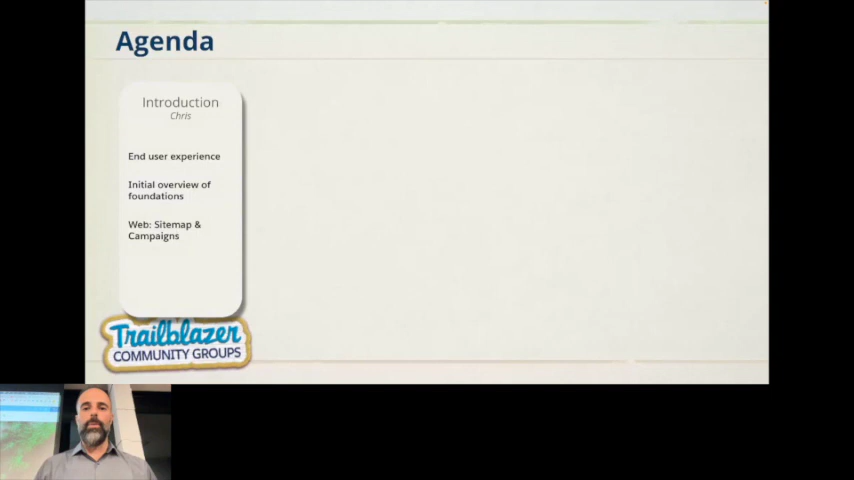 Agenda
Introduction
Chris
End user experience
Initial overview of
foundations
Web: Sitemap &
Campaigns
Trailblazer
COMMUNITY GROUPS